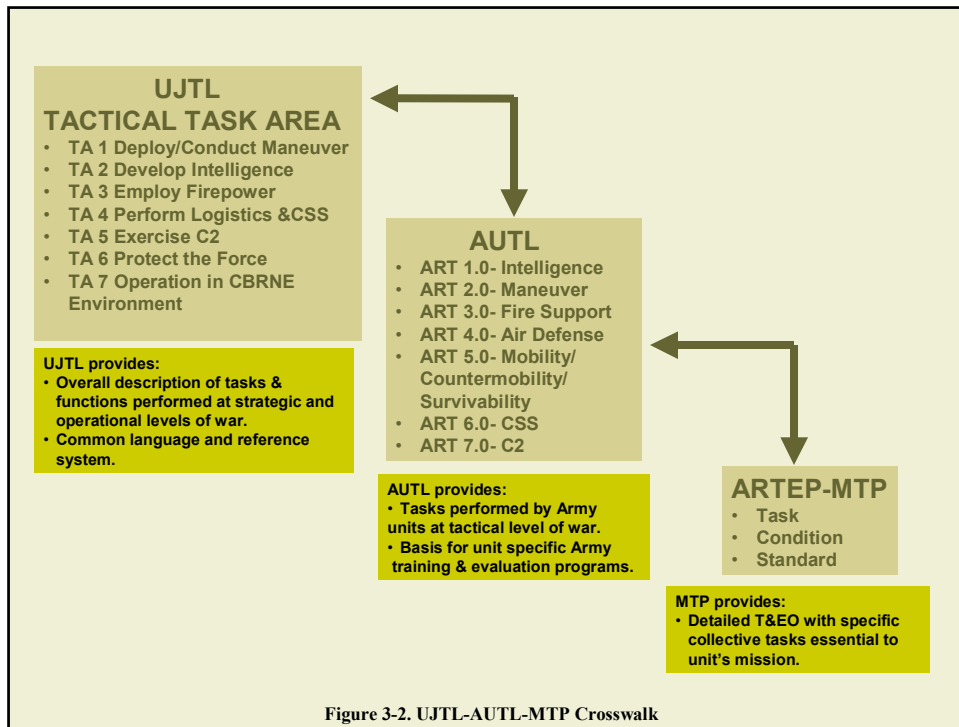 UJTL
TACTICAL TASK AREA
• TA 1 Deploy/Conduct Maneuver
• TA 2 Develop Intelligence
• TA 3 Employ Firepower
• TA 4 Perform Logistics &CSS
• TA 5 Exercise C2
• TA 6 Protect the Force
• TA 7 Operation in CBRNE
Environment
UJTL provides:
• Overall description of tasks &
functions performed at strategic and
operational levels of war.
• Common language and reference
system.
AUTL
• ART 1.0- Intelligence
• ART 2.0- Maneuver
• ART 3.0- Fire Support
• ART 4.0- Air Defense
• ART 5.0- Mobility/
Countermobility/
Survivability
• ART 6.0- CSS
• ART 7.0- C2
AUTL provides:
• Tasks performed by Army
units at tactical level of war.
• Basis for unit specific Army
training & evaluation programs.
ARTEP-MTP
• Task
• Condition
• Standard
MTP provides:
• Detailed T&EO with specific
collective tasks essential to
unit's mission.
Figure 3-2. UJTL-AUTL-MTP Crosswalk